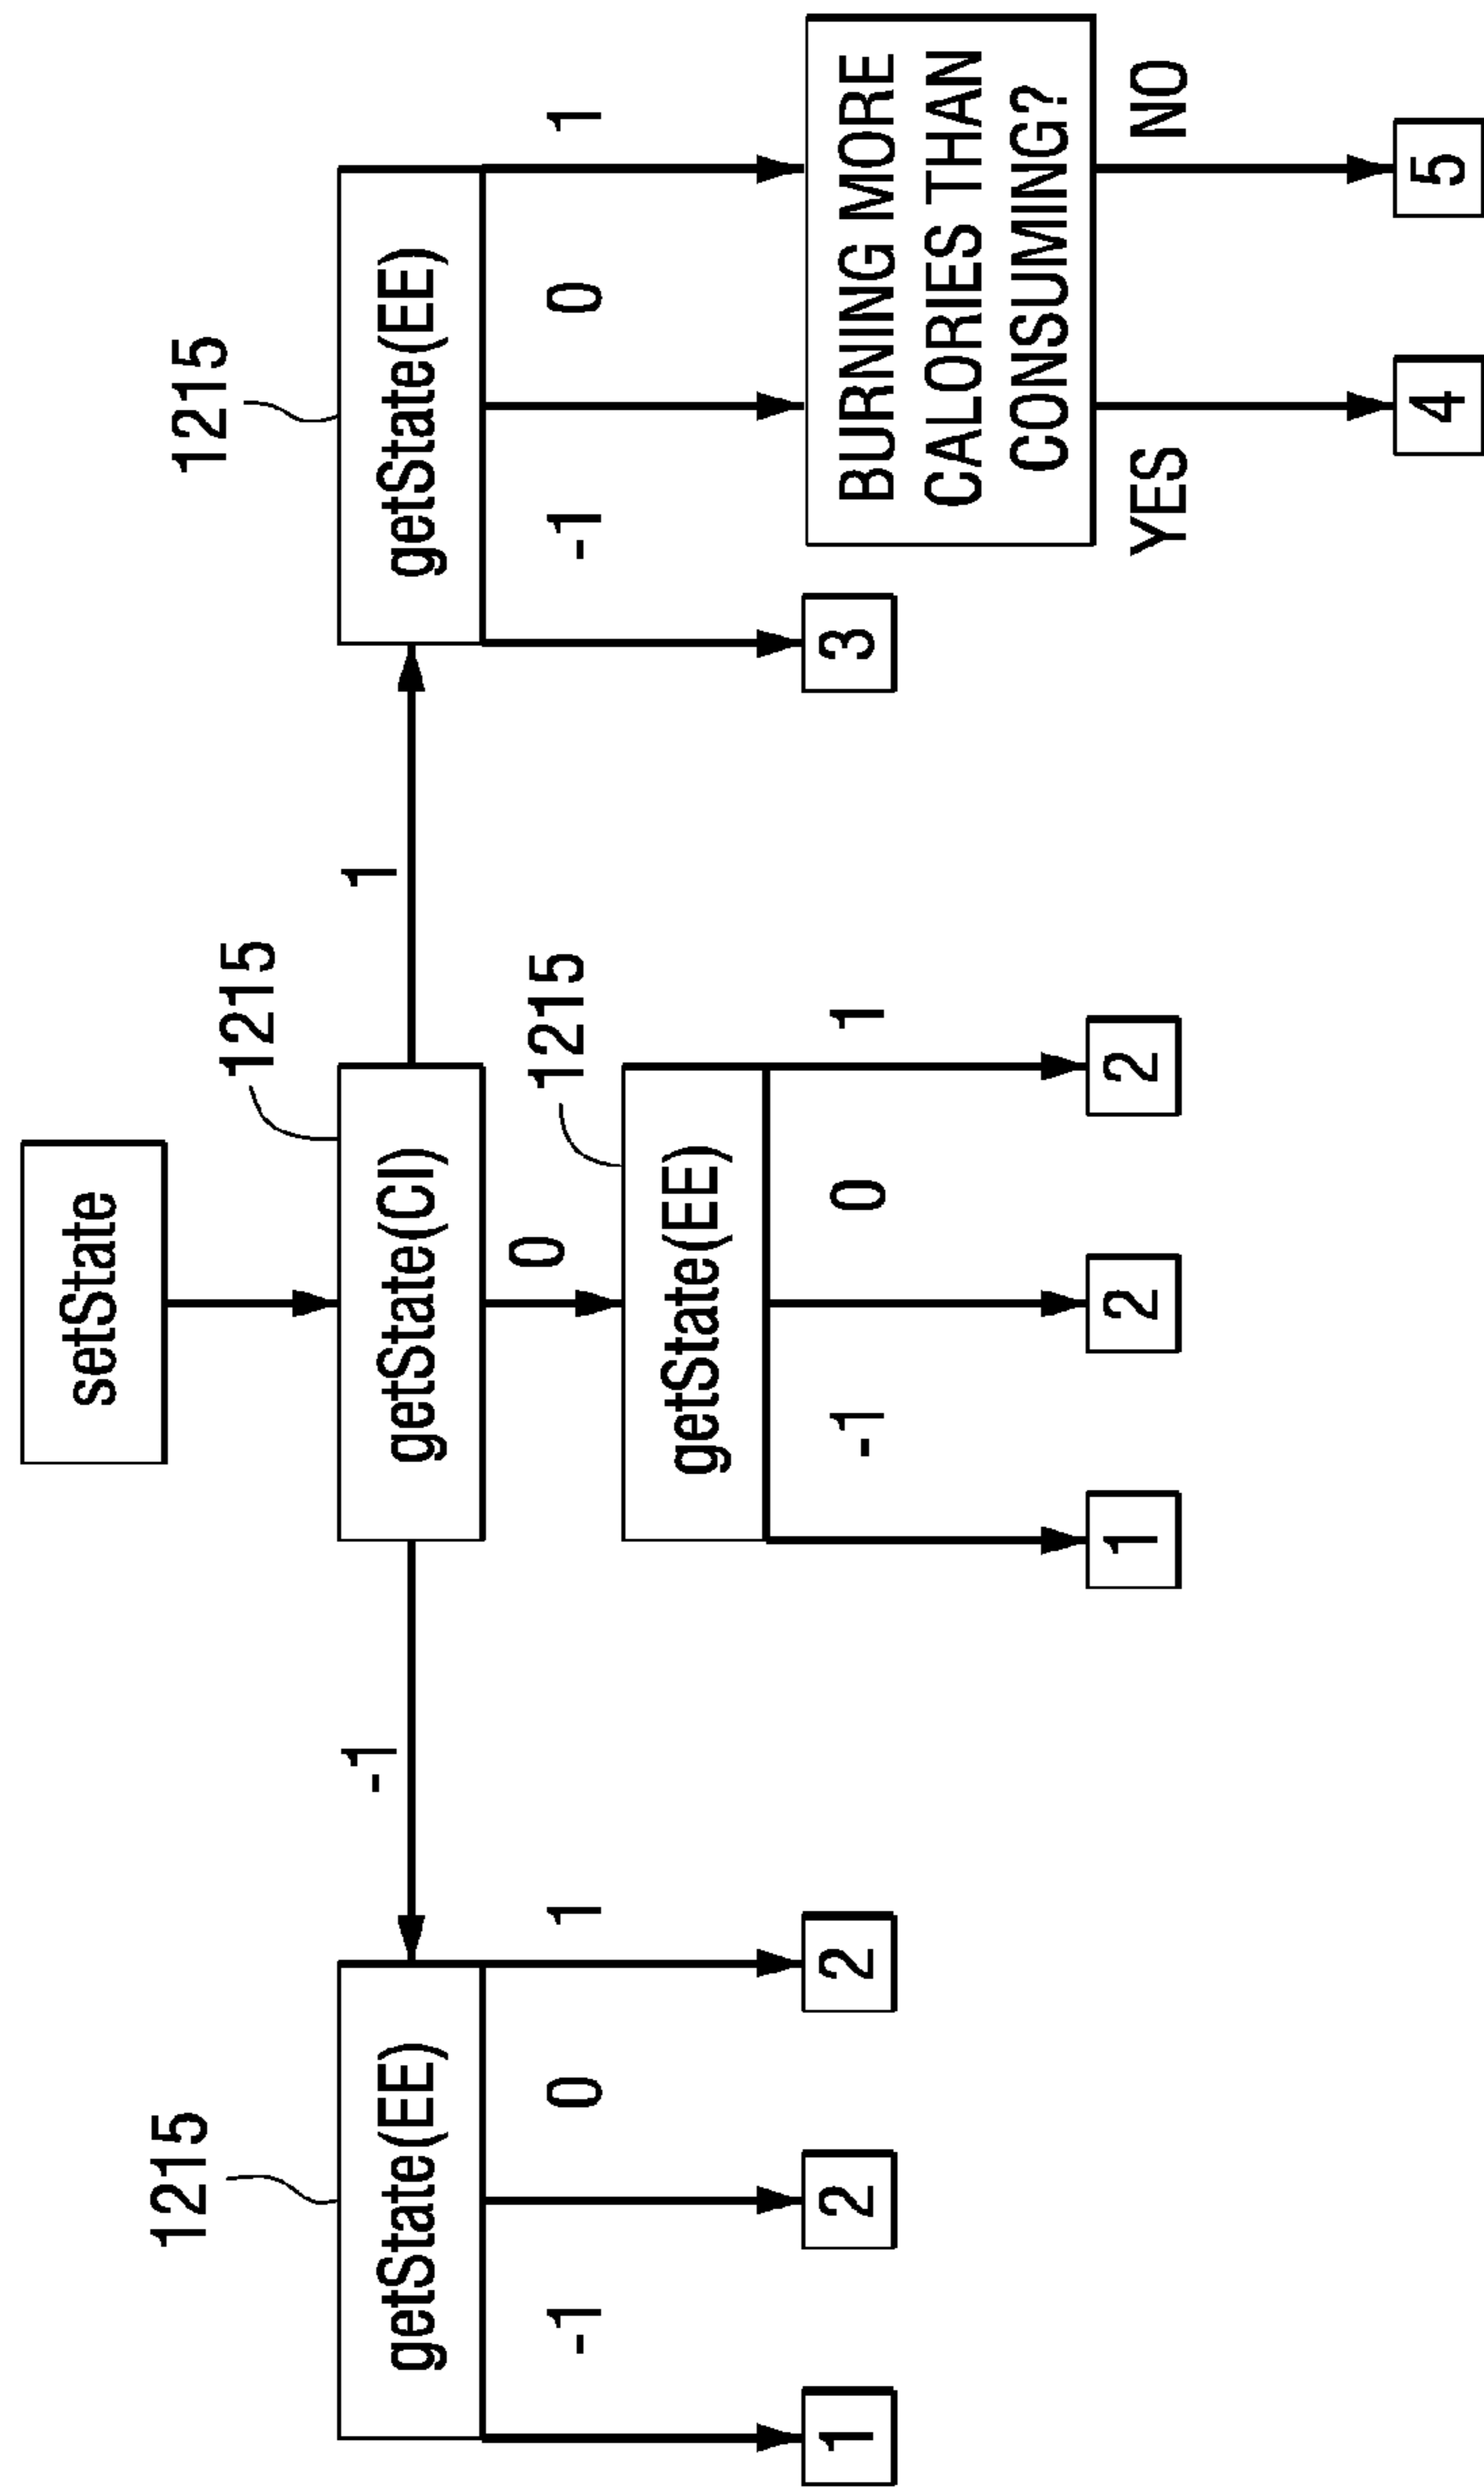 setState
1215
1215
1215
-1
1
getState(EE)
getState(CI)
getState(EE)
-1 0 1
0
-1 0 1
1215
getState(EE)
1 2 2
-1 0 1
3
BURNING MORE
CALORIES THAN
CONSUMING?
1 2 2
YES NO
4 5